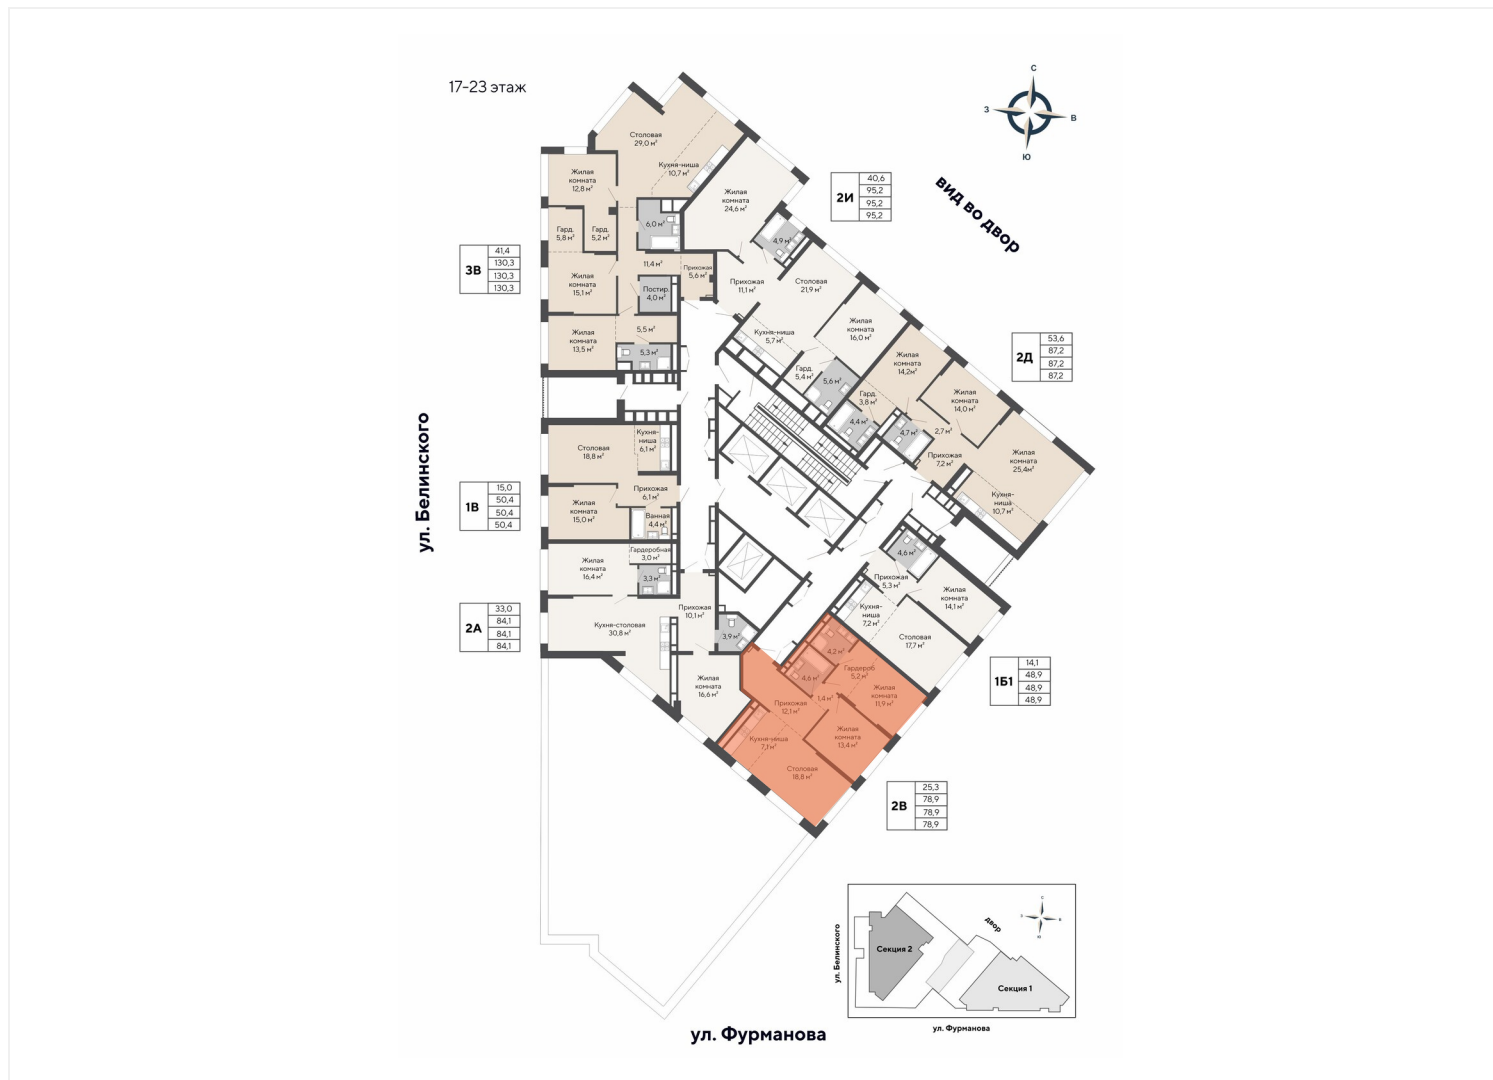 17-23 этаж
С
З
В
Ю
вид во двор
2И
40,6
95,2
95,2
95,2
3В
41,4
130,3
130,3
130,3
2Д
53,6
87,2
87,2
87,2
ул. Белинского
1В
15,0
50,4
50,4
50,4
2А
33,0
84,1
84,1
84,1
1Б1
14,1
48,9
48,9
48,9
2В
25,3
78,9
78,9
78,9
Столовая
29,0 м²
Кухня-ниша
10,7 м²
Жилая
комната
12,8 м²
Гард.
5,8 м²
Гард.
5,2 м²
6,0 м²
11,4 м²
Прихожая
5,6 м²
Жилая
комната
15,1 м²
Постир.
4,0 м²
5,5 м²
Жилая
комната
13,5 м²
5,3 м²
Жилая
комната
24,6 м²
4,9 м²
Прихожая
11,1 м²
Столовая
21,9 м²
Кухня-ниша
5,7 м²
Жилая
комната
16,0 м²
Гард.
5,4 м²
5,6 м²
Жилая
комната
14,2м²
Гард.
3,8 м²
4,4 м²
Жилая
комната
14,0 м²
4,7 м²
2,7 м²
Прихожая
7,2 м²
Жилая
комната
25,4м²
Кухня-
ниша
10,7 м²
Столовая
18,8 м²
Кухня-
ниша
6,1 м²
Прихожая
6,1 м²
Жилая
комната
15,0 м²
Ванная
4,4 м²
Гардеробная
3,0 м²
Жилая
комната
16,4 м²
3,3 м²
Прихожая
10,1 м²
Кухня-столовая
30,8 м²
3,9 м²
Жилая
комната
16,6 м²
4,6 м²
Прихожая
5,3 м²
Жилая
комната
14,1 м²
Кухня-
ниша
7,2 м²
Столовая
17,7 м²
4,2 м²
Гардероб
5,2 м²
4,6 м²
1,4 м²
Жилая
комната
11,9 м²
Прихожая
12,1 м²
Жилая
комната
13,4 м²
Кухня-ниша
7,1 м²
Столовая
18,8 м²
ул. Фурманова
ул. Белинского
Секция 2
двор
Секция 1
ул. Фурманова